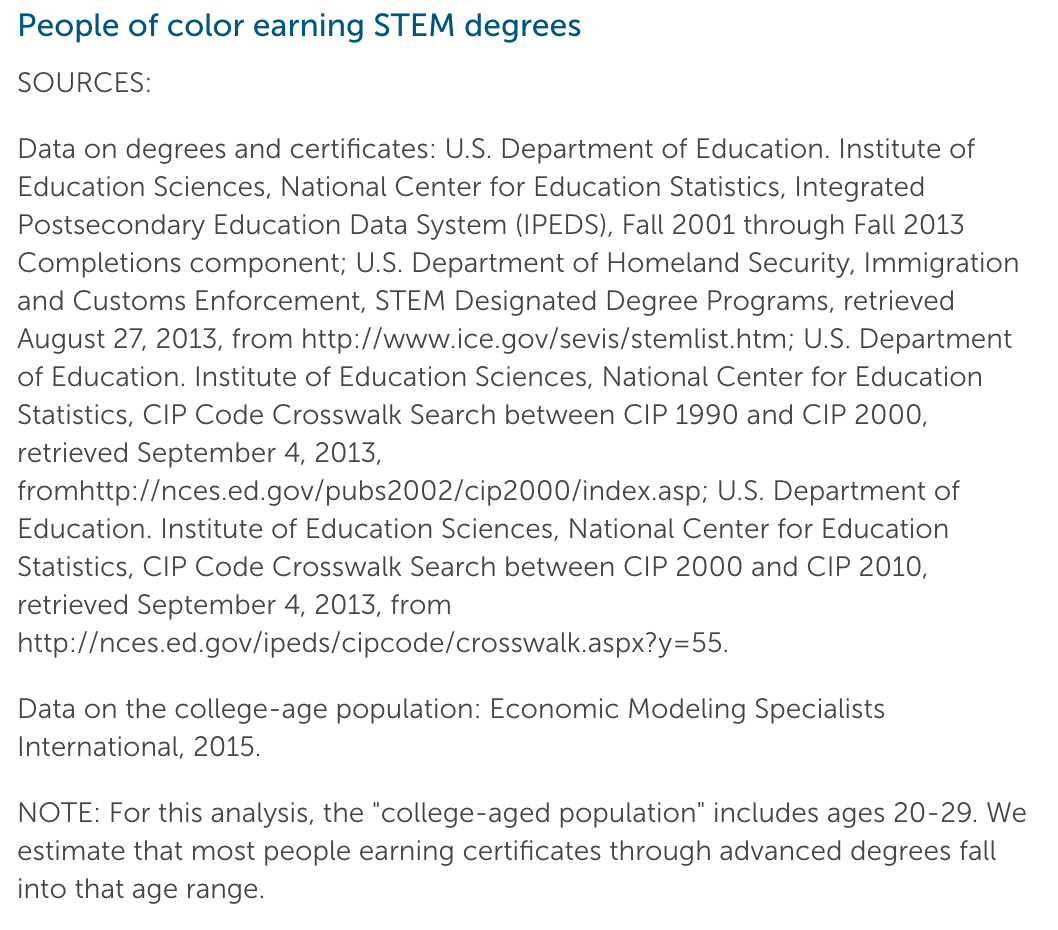 People of color earning STEM degrees
SOURCES:
Data on degrees and certificates: U.S. Department of Education. Institute of
Education Sciences, National Center for Education Statistics, Integrated
Postsecondary Education Data System (IPEDS), Fall 2001 through Fall 2013
Completions component; U.S. Department of Homeland Security, Immigration
and Customs Enforcement, STEM Designated Degree Programs, retrieved
August 27, 2013, from http://www.ice.gov/sevis/stemlist.htm; U.S. Department
of Education. Institute of Education Sciences, National Center for Education
Statistics, CIP Code Crosswalk Search between CIP 1990 and CIP 2000,
retrieved September 4, 2013,
fromhttp://nces.ed.gov/pubs2002/cip2000/index.asp; U.S. Department of
Education. Institute of Education Sciences, National Center for Education
Statistics, CIP Code Crosswalk Search between CIP 2000 and CIP 2010,
retrieved September 4, 2013, from
http://nces.ed.gov/ipeds/cipcode/crosswalk.aspx?y=55.
Data on the college-age population: Economic Modeling Specialists
International, 2015.
NOTE: For this analysis, the "college-aged population" includes ages 20-29. We
estimate that most people earning certificates through advanced degrees fall
into that age range.